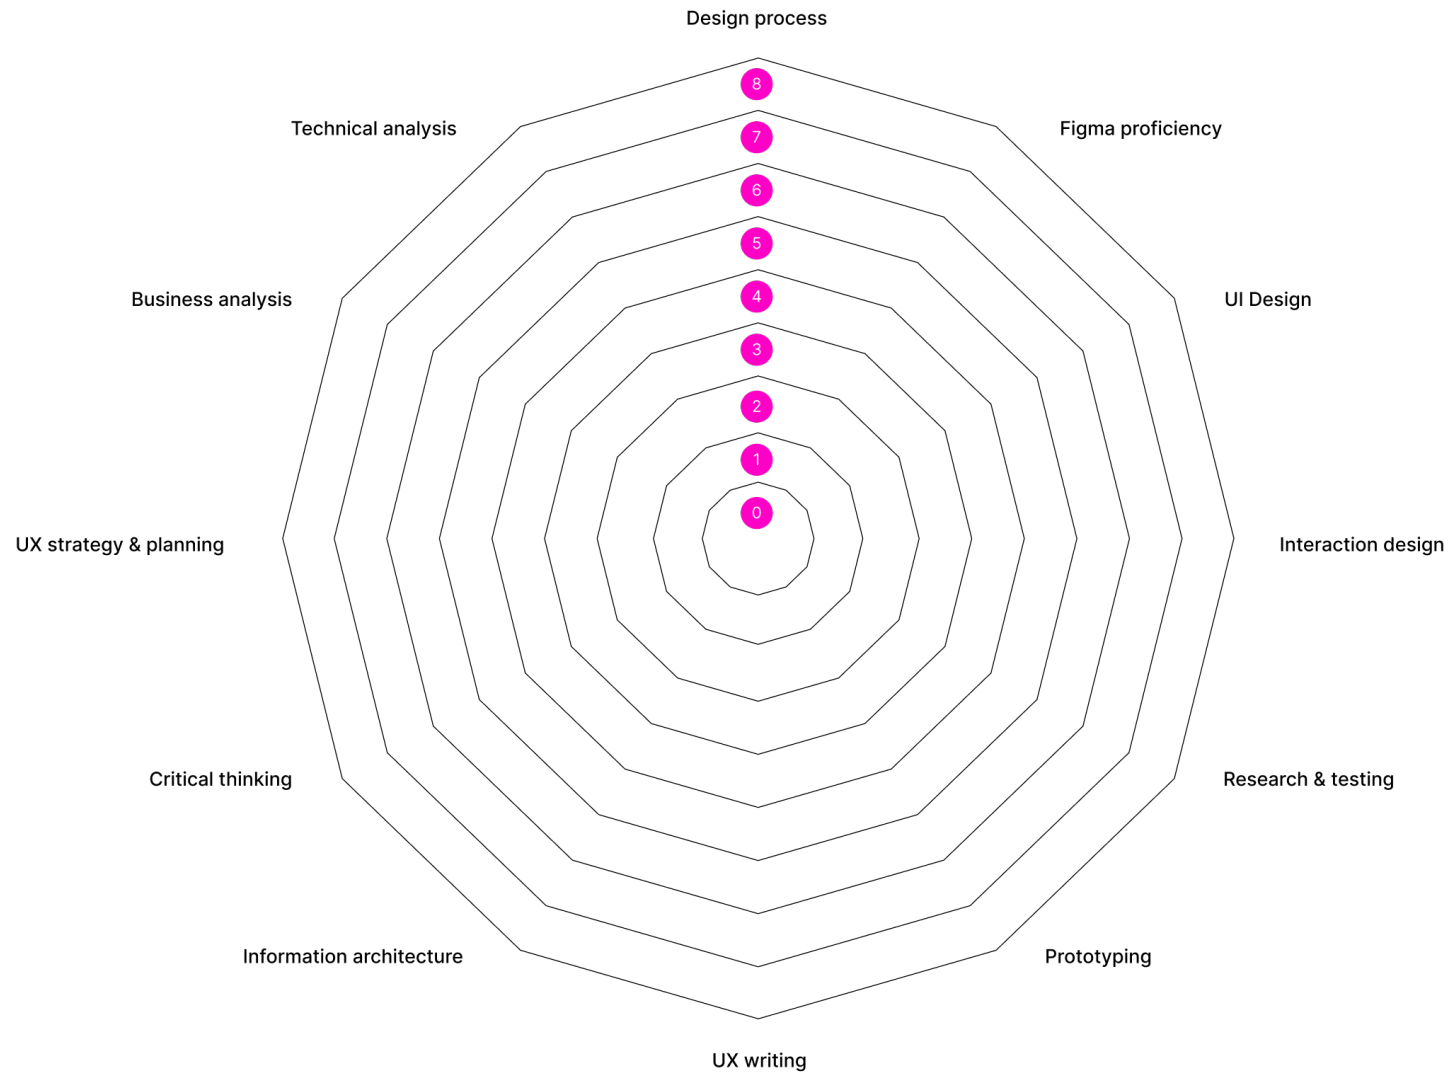 Design process
8
Technical analysis
Figma proficiency
7
6
5
Business analysis
4
UI Design
3
2
1
0
UX strategy & planning
Interaction design
Critical thinking
Research & testing
Information architecture
Prototyping
UX writing